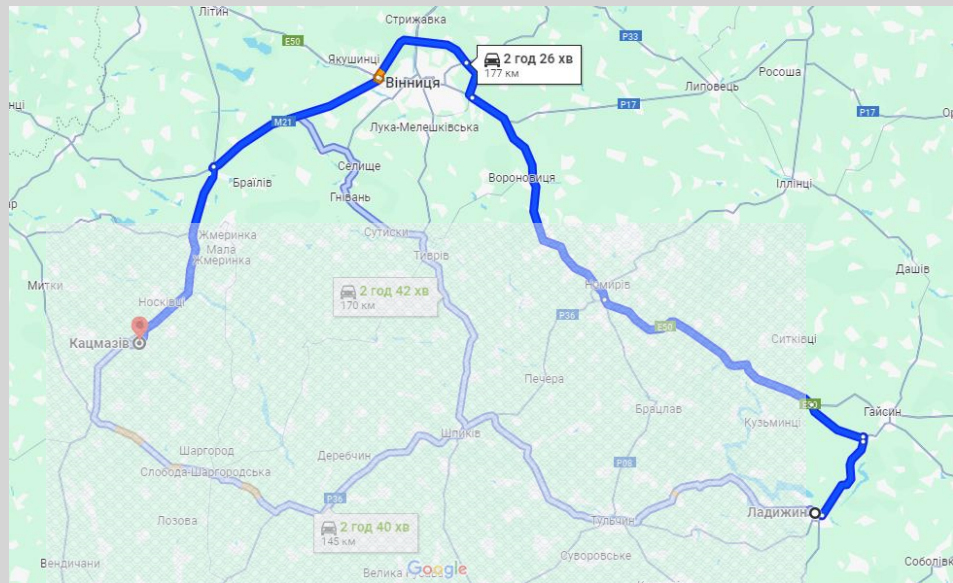 Літин
Стрижавка
E50
P33
Якушинці
2 год 26 хв
177 км
Росоша
Вінниця
Липовець
P17
P17
M21
Лука-Мелешківська
Селище
Браїлів
Гнівань
Вороновиця
Іллінці
Жмеринка
Сутиски
Мала
Жмеринка
Тиврів
Дашів
Митки
2 год 42 хв
170 км
Немирів
Носківці
P36
E50
Кацмазів
Ситківці
Печера
E50
Гайсин
Брацлав
Кузьминці
Шпиків
Шаргород
Деребчин
Слобода-Шаргородська
P08
P36
Ладижин
Лозова
2 год 40 хв
145 км
Тульчин
Суворовське
Вендичани
Google
Соболівк